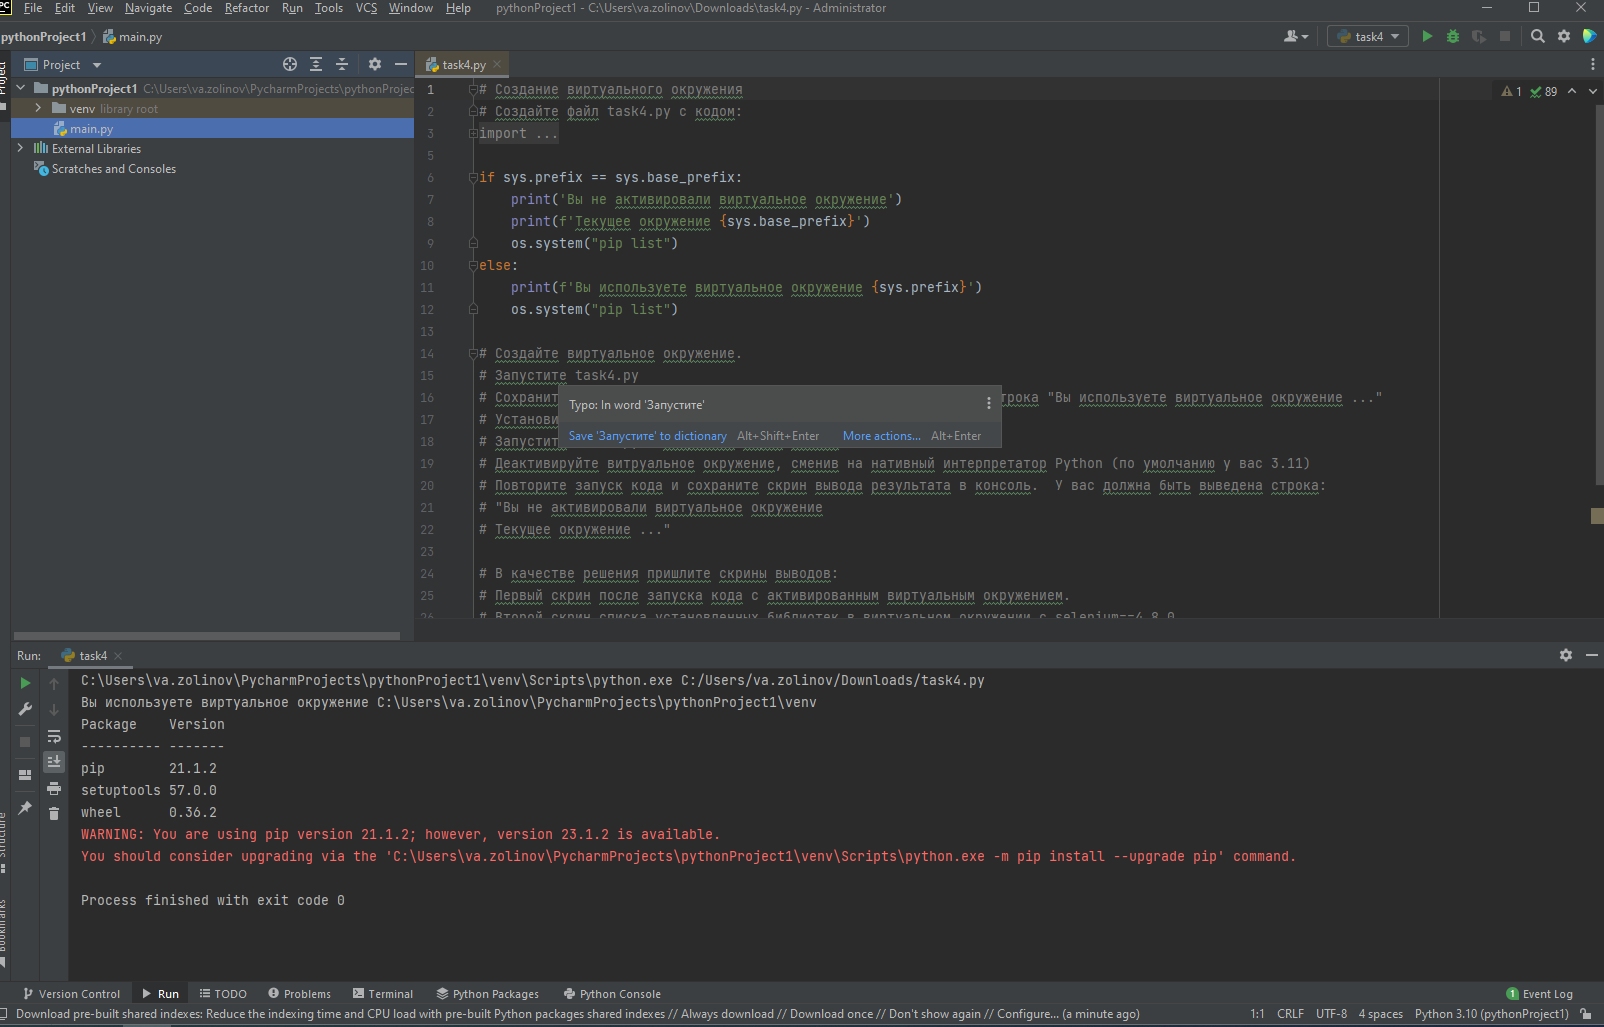 File Edit View Navigate Code Refactor Run Tools VCS Window Help pythonProject1 - C:\Users\va.zolinov\Downloads\task4.py - Administrator
pythonProject1 main.py task4
Project task4.py
pythonProject1 C:\Users\va.zolinov\PycharmProjects\pythonProjec
venv library root
main.py
External Libraries
Scratches and Consoles
1 # Создание виртуального окружения 1 89
2 # Создайте файл task4.py с кодом:
3 import ...
5
6 if sys.prefix == sys.base_prefix:
7 print('Вы не активировали виртуальное окружение')
8 print(f'Текущее окружение {sys.base_prefix}')
9 os.system("pip list")
10 else:
11 print(f'Вы используете виртуальное окружение {sys.prefix}')
12 os.system("pip list")
13
14 # Создайте виртуальное окружение.
15 # Запустите task4.py
16 # Сохранит трока "Вы используете виртуальное окружение ..."
17 # Установи
18 # Запустит
Typo: In word 'Запустите'
Save 'Запустите' to dictionary Alt+Shift+Enter More actions... Alt+Enter
19 # Деактивируйте витруальное окружение, сменив на нативный интерпретатор Python (по умолчанию у вас 3.11)
20 # Повторите запуск кода и сохраните скрин вывода результата в консоль. У вас должна быть выведена строка:
21 # "Вы не активировали виртуальное окружение
22 # Текущее окружение ..."
23
24 # В качестве решения пришлите скрины выводов:
25 # Первый скрин после запуска кода с активированным виртуальным окружением.
26 # Второй скрин списка установленных библиотек в виртуальном окружении с selenium==4.8.0
Run: task4
C:\Users\va.zolinov\PycharmProjects\pythonProject1\venv\Scripts\python.exe C:/Users/va.zolinov/Downloads/task4.py
Вы используете виртуальное окружение C:\Users\va.zolinov\PycharmProjects\pythonProject1\venv
Package Version
---------- -------
pip 21.1.2
setuptools 57.0.0
wheel 0.36.2
WARNING: You are using pip version 21.1.2; however, version 23.1.2 is available.
You should consider upgrading via the 'C:\Users\va.zolinov\PycharmProjects\pythonProject1\venv\Scripts\python.exe -m pip install --upgrade pip' command.
Process finished with exit code 0
Version Control Run TODO Problems Terminal Python Packages Python Console 1 Event Log
Download pre-built shared indexes: Reduce the indexing time and CPU load with pre-built Python packages shared indexes // Always download // Download once // Don't show again // Configure... (a minute ago) 1:1 CRLF UTF-8 4 spaces Python 3.10 (pythonProject1)